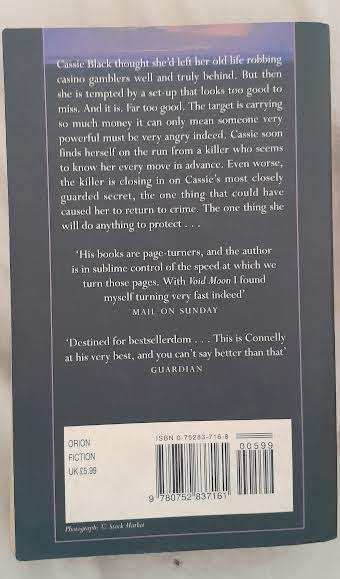 Cassie Black thought she'd left her old life robbing
casino gamblers well and truly behind. But then
she is tempted by a set-up that looks too good to
miss. And it is. Far too good. The target is carrying
so much money it can only mean someone very
powerful must be very angry indeed. Cassie soon
finds herself on the run from a killer who seems
to know her every move in advance. Even worse,
the killer is closing in on Cassie's most closely
guarded secret, the one thing that could have
caused her to return to crime. The one thing she
will do anything to protect . . .
'His books are page-turners, and the author
is in sublime control of the speed at which we
turn those pages. With Void Moon I found
myself turning very fast indeed'
MAIL ON SUNDAY
'Destined for bestsellerdom . . . This is Connelly
at his very best, and you can't say better than that'
GUARDIAN
ORION
FICTION
UK £5.99
ISBN 0-75283-716-8
00599
9 780752 837161
Photograph: © Stock Market